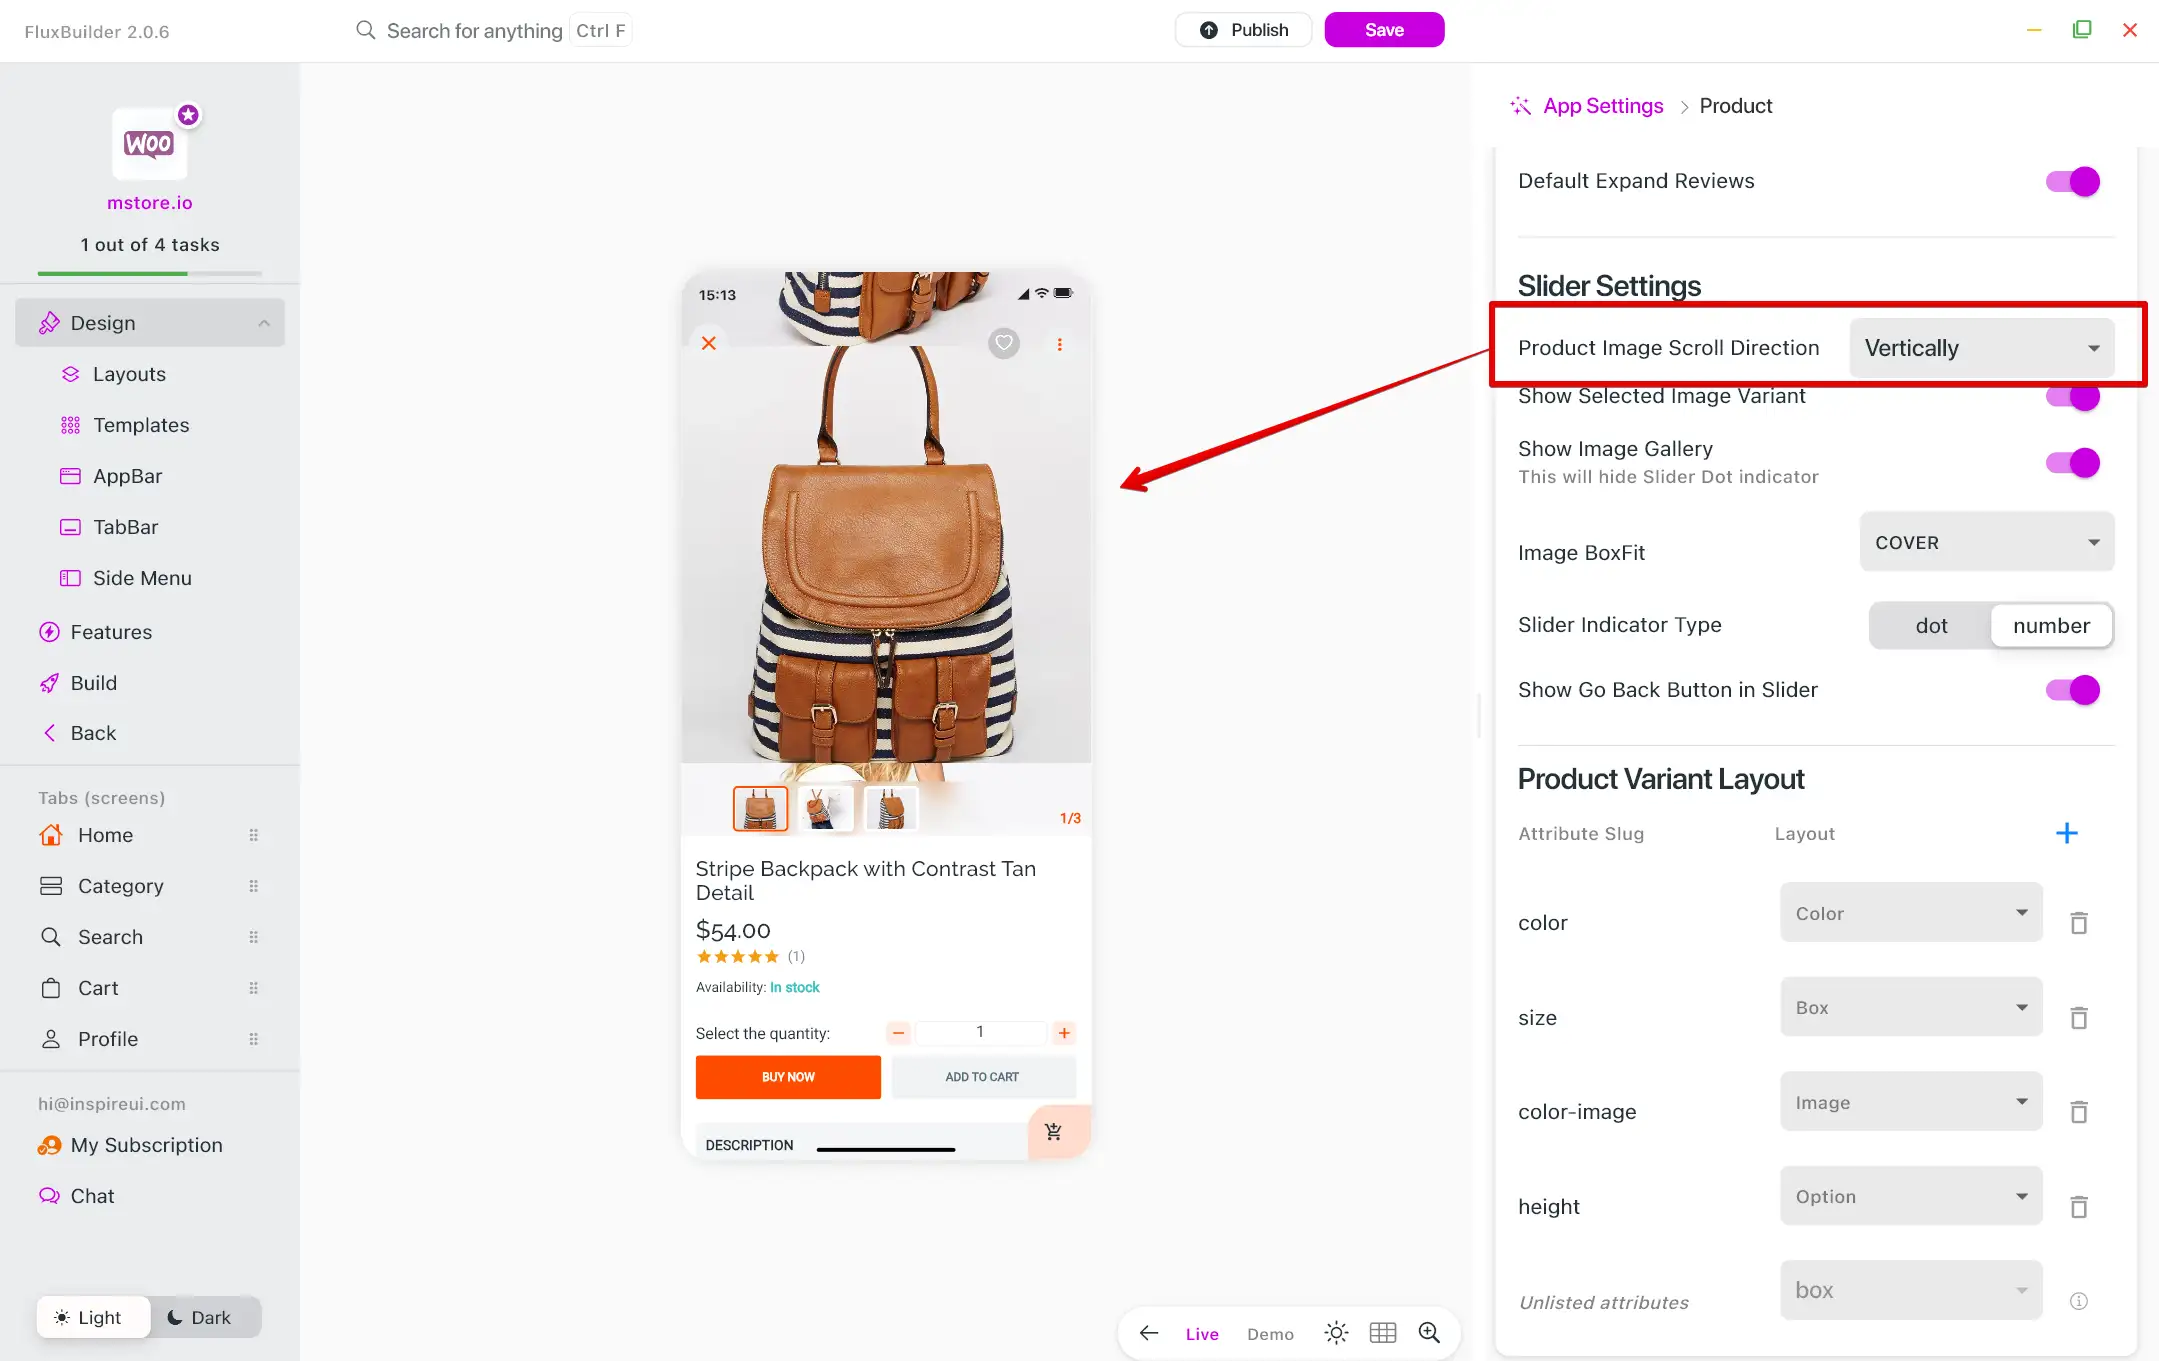 FluxBuilder 2.0.6
Search for anything Ctrl F
Publish
Save
WOO
mstore.io
1 out of 4 tasks
Design
Layouts
Templates
AppBar
TabBar
Side Menu
Features
Build
Back
Tabs (screens)
Home
Category
Search
Cart
Profile
hi@inspireui.com
My Subscription
Chat
Light
Dark
15:13
1/3
Stripe Backpack with Contrast Tan
Detail
$54.00
(1)
Availability: In stock
Select the quantity:
1
BUY NOW
ADD TO CART
DESCRIPTION
Live
Demo
App Settings > Product
Default Expand Reviews
Slider Settings
Product Image Scroll Direction
Vertically
Show Selected Image Variant
Show Image Gallery
This will hide Slider Dot indicator
Image BoxFit
COVER
Slider Indicator Type
dot
number
Show Go Back Button in Slider
Product Variant Layout
Attribute Slug
Layout
color
Color
size
Box
color-image
Image
height
Option
Unlisted attributes
box